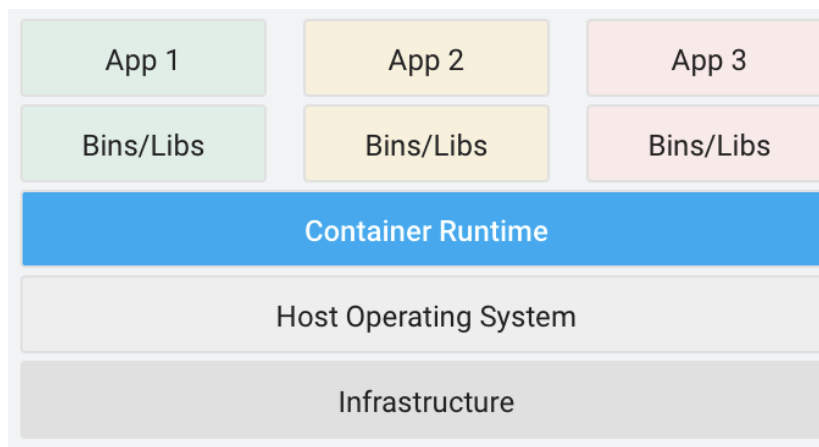 App 1
App 2
App 3
Bins/Libs
Bins/Libs
Bins/Libs
Container Runtime
Host Operating System
Infrastructure